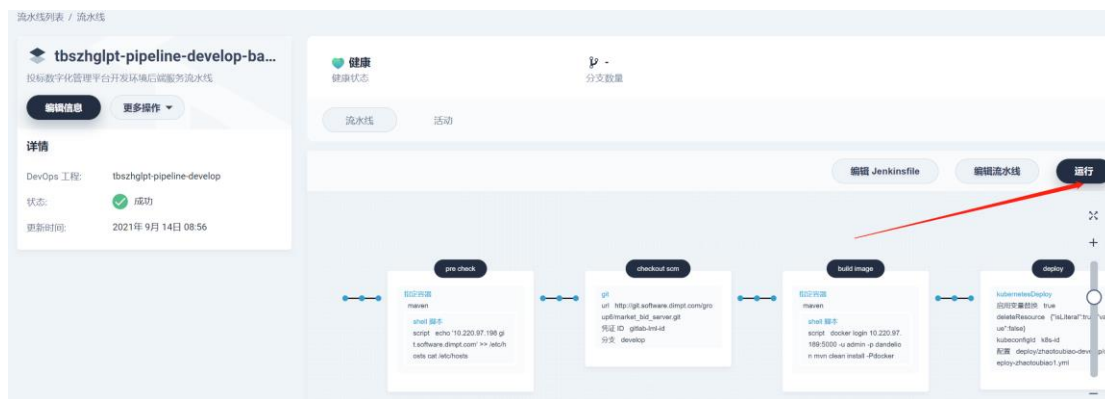 流水线列表 / 流水线
tbszhglpt-pipeline-develop-ba...
投标数字化管理平台开发环境后端服务流水线
编辑信息
更多操作
详情
DevOps 工程:
tbszhglpt-pipeline-develop
状态:
成功
更新时间:
2021年 9月 14日 08:56
健康
健康状态
-
分支数量
流水线
活动
编辑 Jenkinsfile
编辑流水线
运行
pre check
指定容器
maven
shell 脚本
script echo '10.220.97.198 gi
t.software.dimpt.com' >> /etc/h
osts cat /etc/hosts
checkout scm
git
url http://git.software.dimpt.com/gro
up6/market_bid_server.git
凭证 ID gitlab-lml-id
分支 develop
build image
指定容器
maven
shell 脚本
script docker login 10.220.97.
189:5000 -u admin -p dandelio
n mvn clean install -Pdocker
deploy
kubernetesDeploy
启用变量替换 true
deleteResource {"isLiteral":true,"va
ue":false}
kubeconfigId k8s-id
配置 deploy/zhaotoubiao-develop/
eploy-zhaotoubiao1.yml